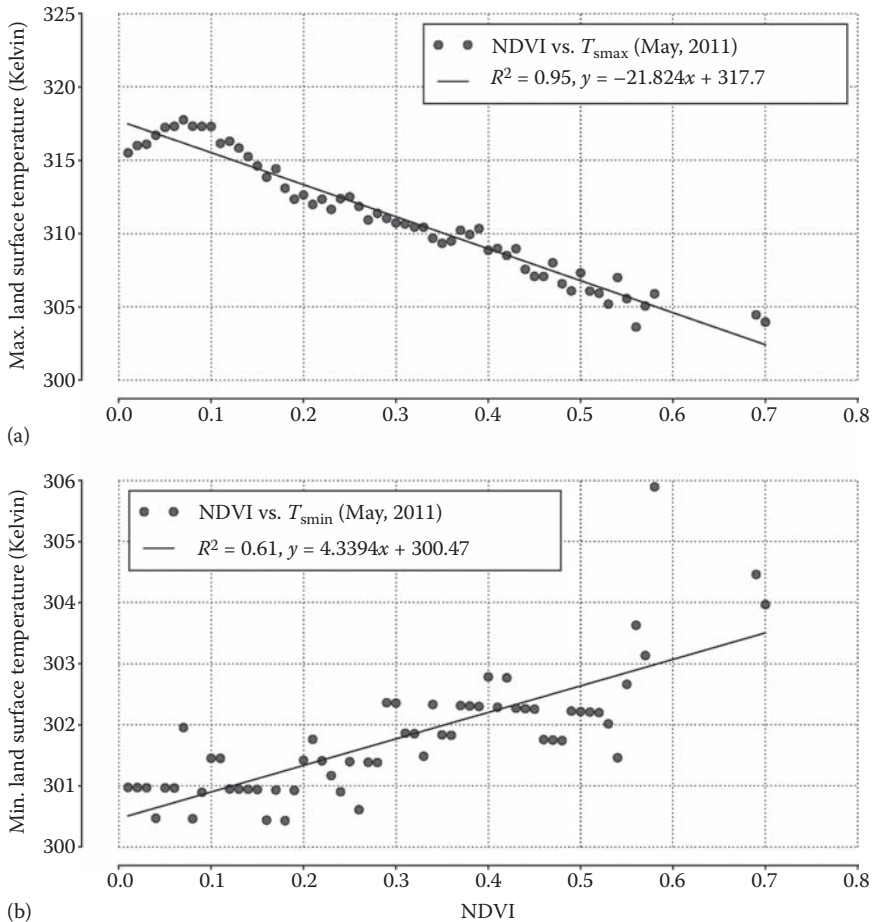 325
320
315
310
305
300
Max. land surface temperature (Kelvin)
NDVI vs. Tsmax (May, 2011)
R² = 0.95, y = −21.824x + 317.7
0.0 0.1 0.2 0.3 0.4 0.5 0.6 0.7 0.8
(a)
306
305
304
303
302
301
300
Min. land surface temperature (Kelvin)
NDVI vs. Tsmin (May, 2011)
R² = 0.61, y = 4.3394x + 300.47
0.0 0.1 0.2 0.3 0.4 0.5 0.6 0.7 0.8
(b)
NDVI